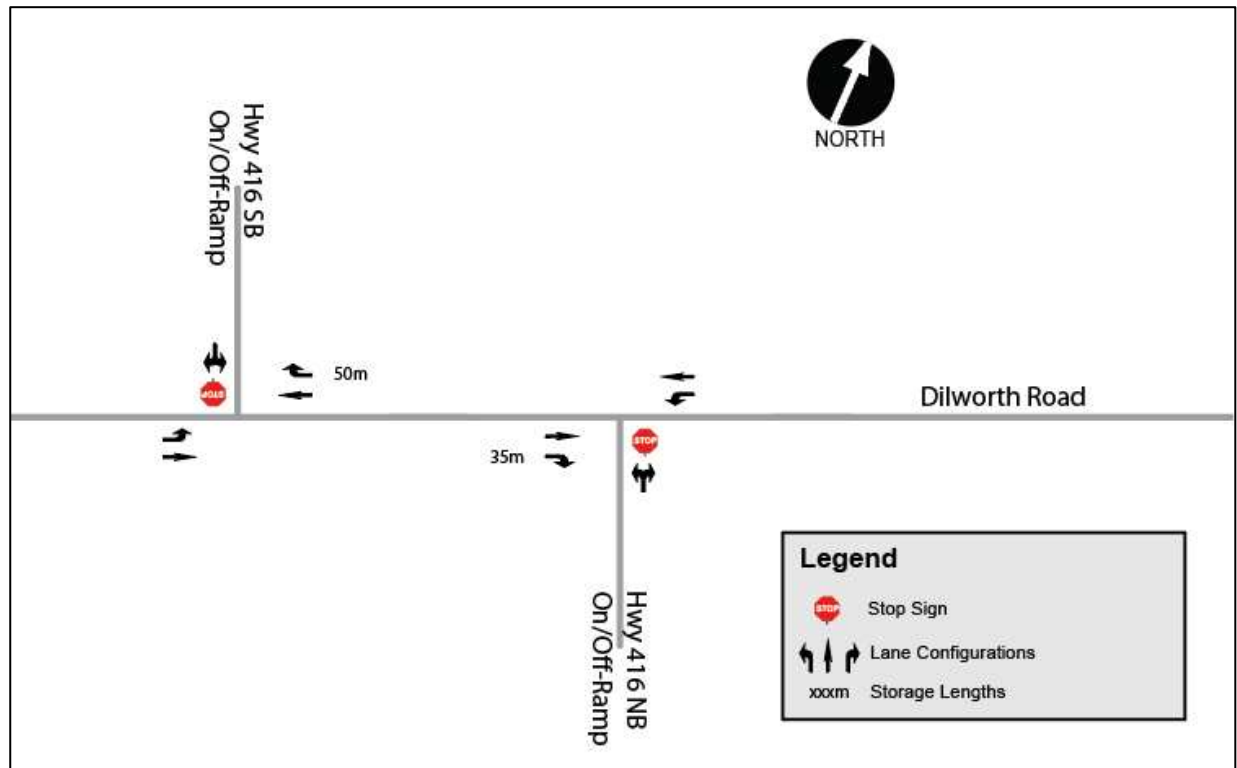 NORTH
Hwy 416 SB
On/Off-Ramp
50m
STOP
Dilworth Road
35m
STOP
Hwy 416 NB
On/Off-Ramp
Legend
STOP
Stop Sign
Lane Configurations
xxxm
Storage Lengths